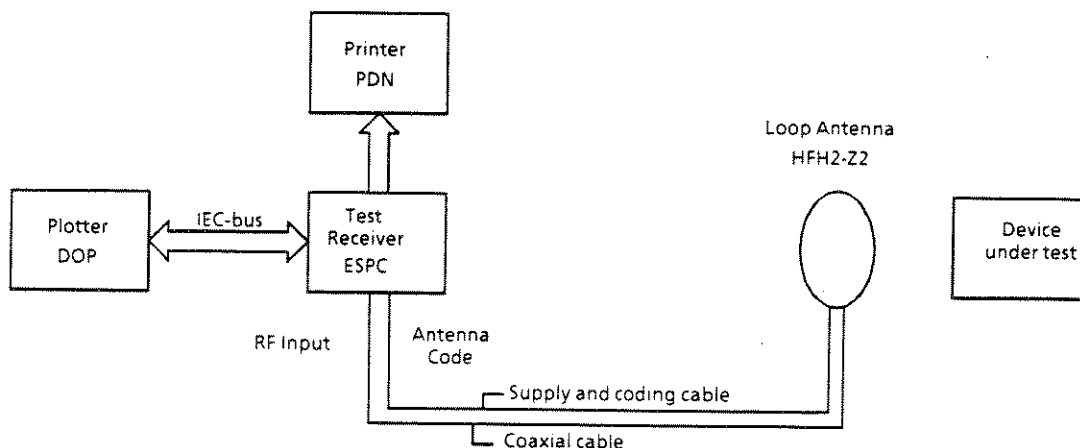 Printer
PDN
Loop Antenna
HFH2-Z2
Plotter
DOP
IEC-bus
Test
Receiver
ESPC
Device
under test
RF Input
Antenna
Code
Supply and coding cable
Coaxial cable